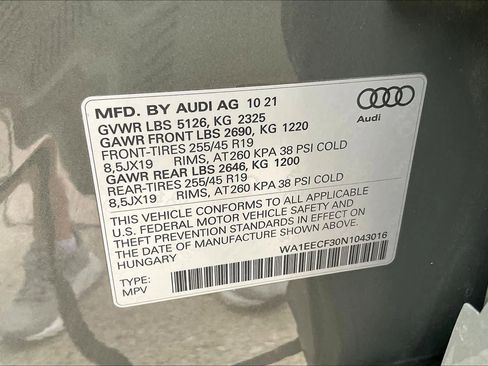 MFD. BY AUDI AG 10 21
GVWR LBS 5126, KG 2325
GAWR FRONT LBS 2690, KG 1220
FRONT-TIRES 255/45 R19
8,5JX19 RIMS, AT260 KPA 38 PSI COLD
GAWR REAR LBS 2646, KG 1200
REAR-TIRES 255/45 R19
8,5JX19 RIMS, AT260 KPA 38 PSI COLD
THIS VEHICLE CONFORMS TO ALL APPLICABLE
U.S. FEDERAL MOTOR VEHICLE SAFETY AND
THEFT PREVENTION STANDARDS IN EFFECT ON
THE DATE OF MANUFACTURE SHOWN ABOVE
HUNGARY
WA1EECF30N1043016
TYPE:
MPV
Audi